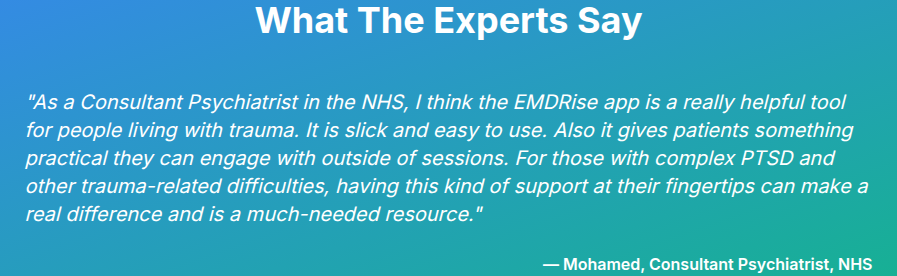 What The Experts Say
"As a Consultant Psychiatrist in the NHS, I think the EMDRise app is a really helpful tool
for people living with trauma. It is slick and easy to use. Also it gives patients something
practical they can engage with outside of sessions. For those with complex PTSD and
other trauma-related difficulties, having this kind of support at their fingertips can make a
real difference and is a much-needed resource."
— Mohamed, Consultant Psychiatrist, NHS